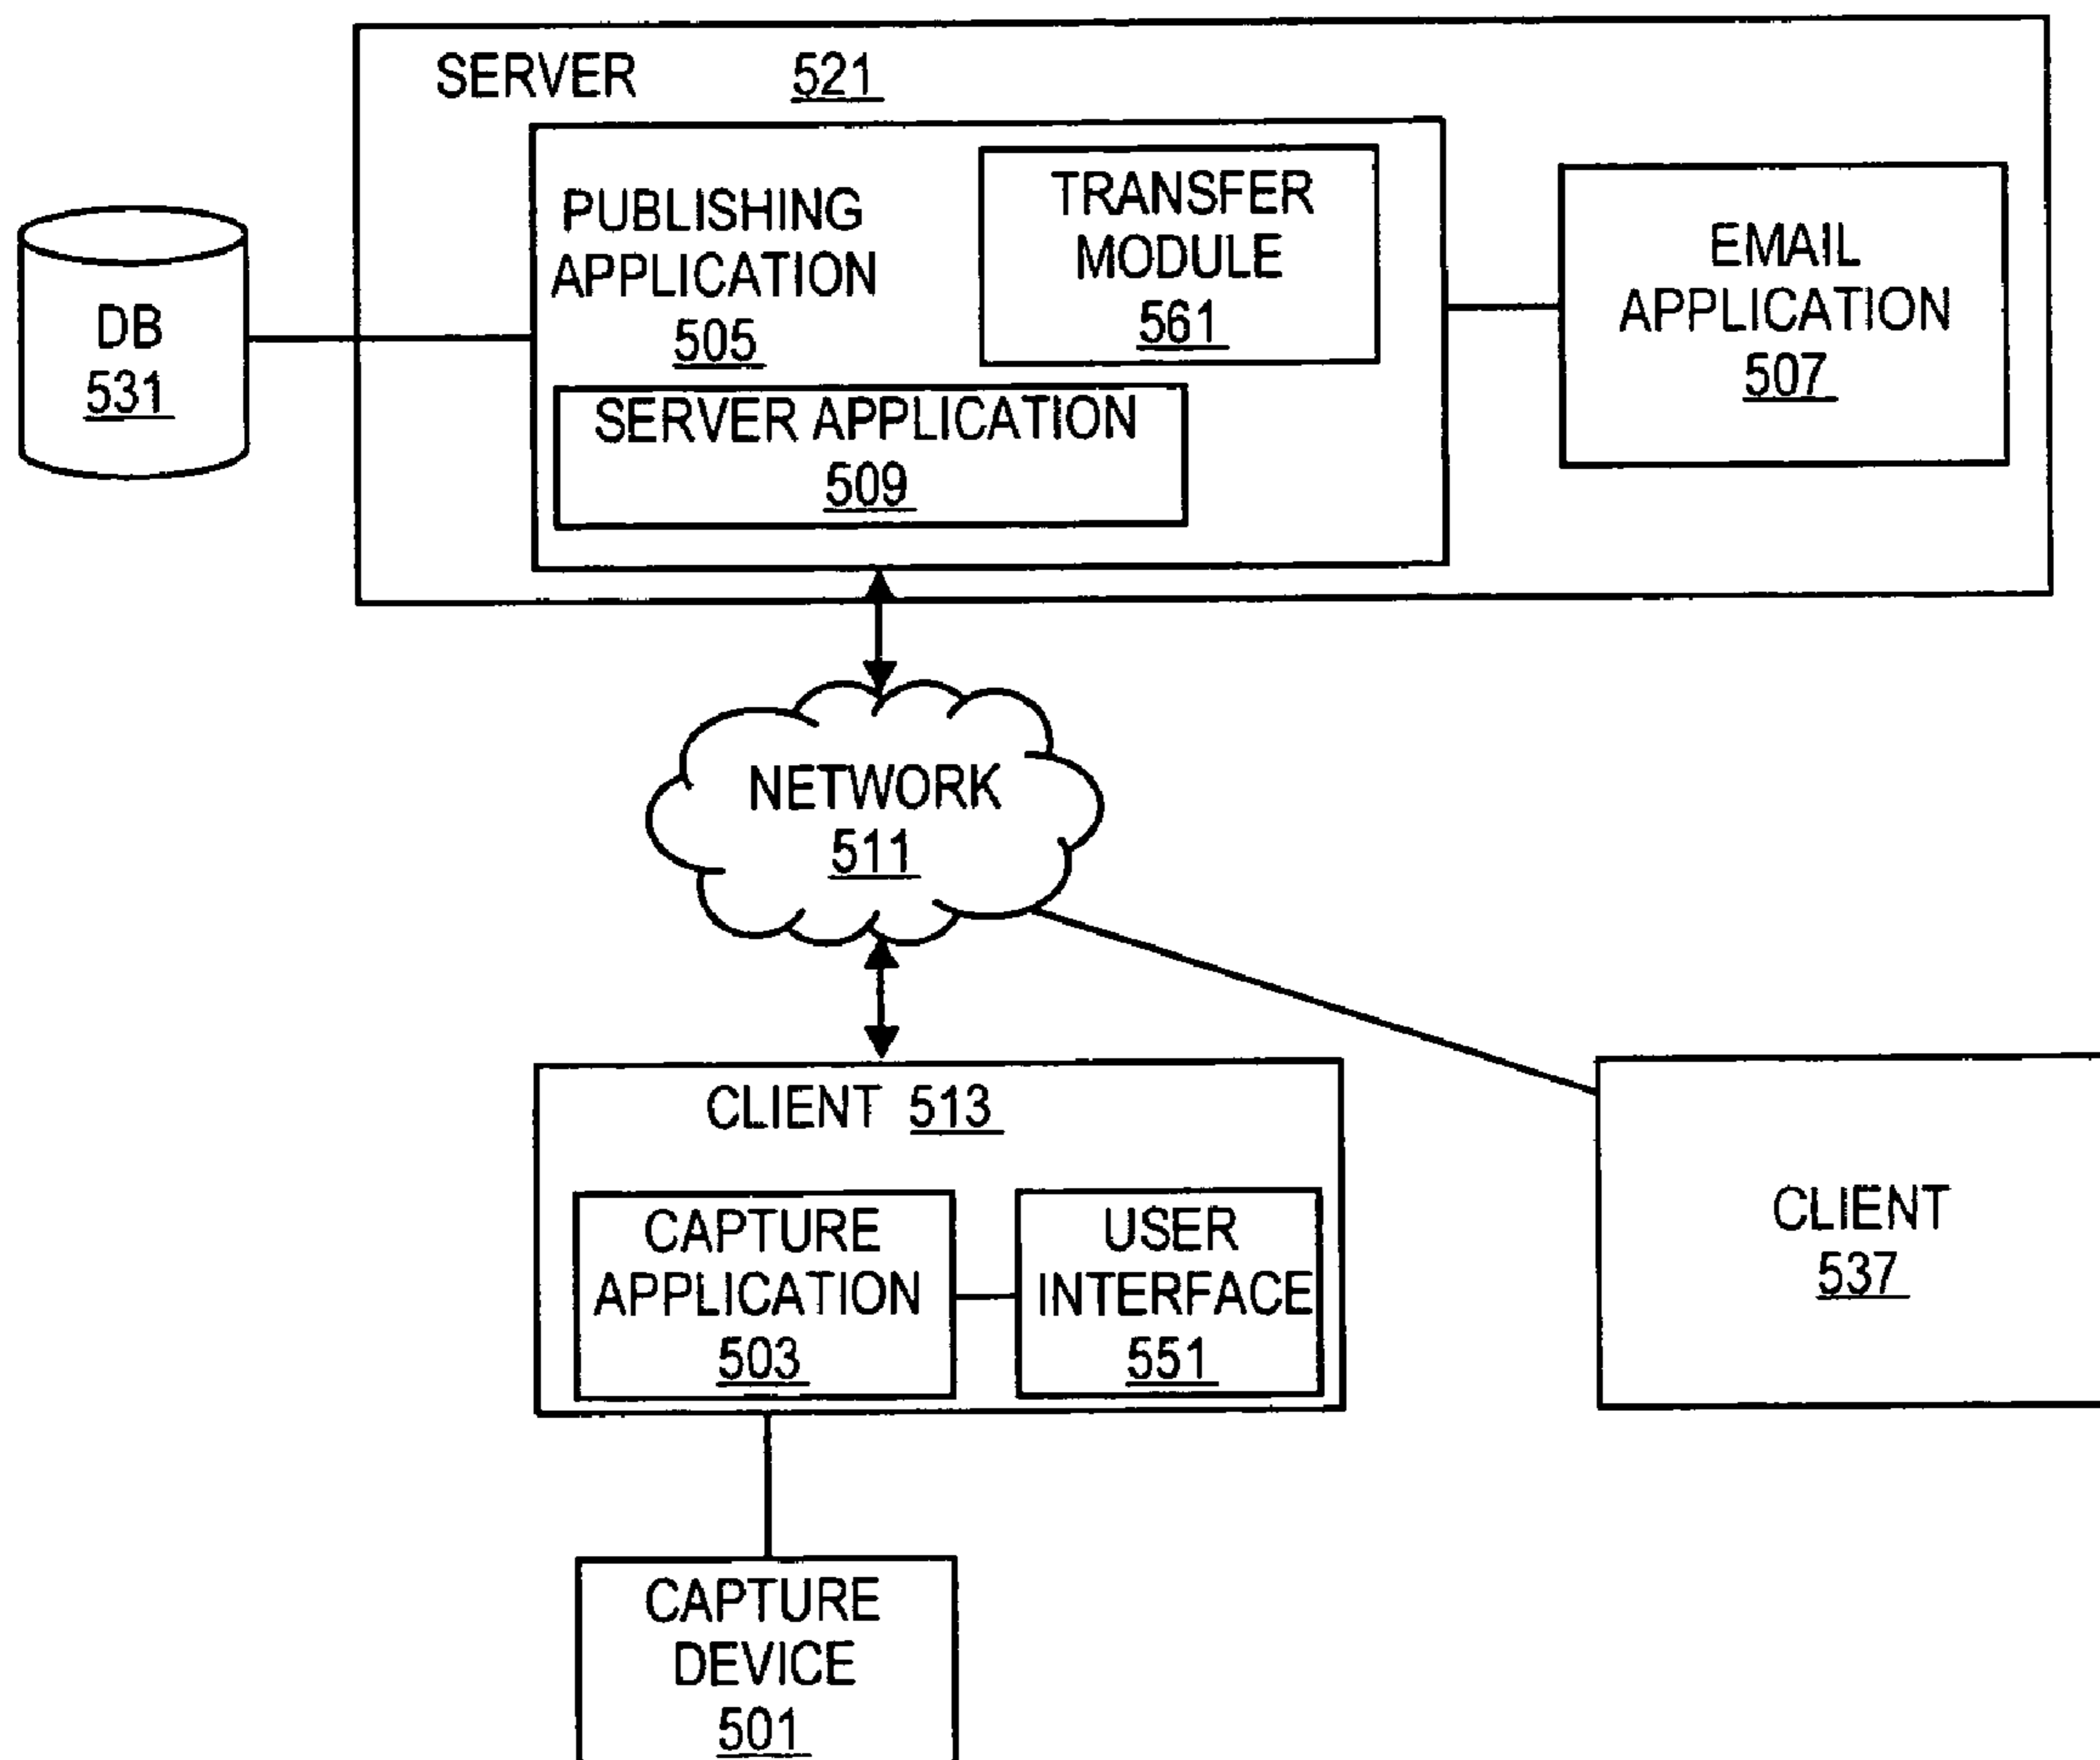 SERVER 521
PUBLISHING
APPLICATION
505
TRANSFER
MODULE
561
SERVER APPLICATION
509
EMAIL
APPLICATION
507
DB
531
NETWORK
511
CLIENT 513
CAPTURE
APPLICATION
503
USER
INTERFACE
551
CLIENT
537
CAPTURE
DEVICE
501